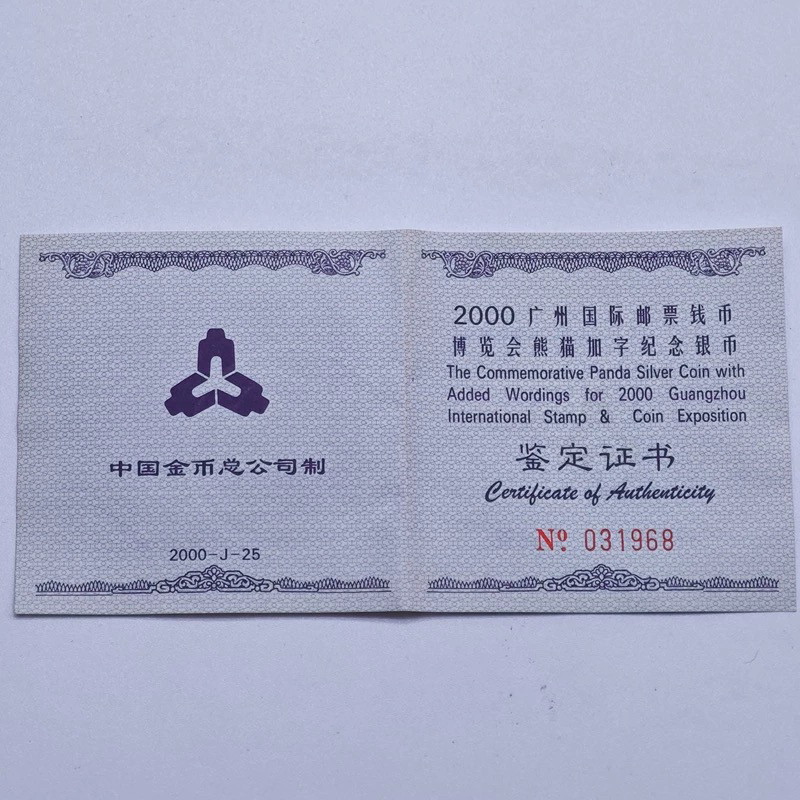 中国金币总公司制
2000-J-25
2000 广州国际邮票钱币
博览会熊猫加字纪念银币
The Commemorative Panda Silver Coin with
Added Wordings for 2000 Guangzhou
International Stamp & Coin Exposition
鉴定证书
Certificate of Authenticity
Nº 031968